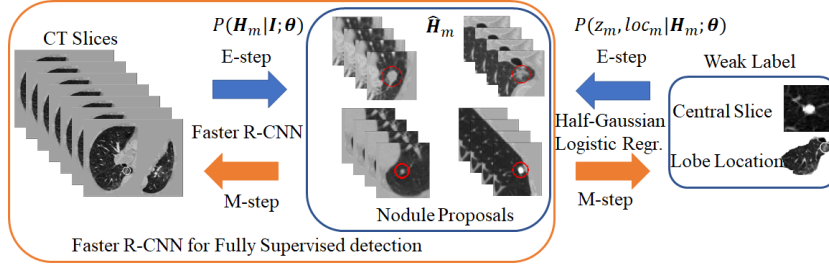 CT Slices
P(H_m|I;θ)
E-step
Faster R-CNN
M-step
Ĥ_m
Nodule Proposals
Faster R-CNN for Fully Supervised detection
P(z_m, loc_m|H_m;θ)
E-step
Half-Gaussian
Logistic Regr.
M-step
Weak Label
Central Slice
Lobe Location